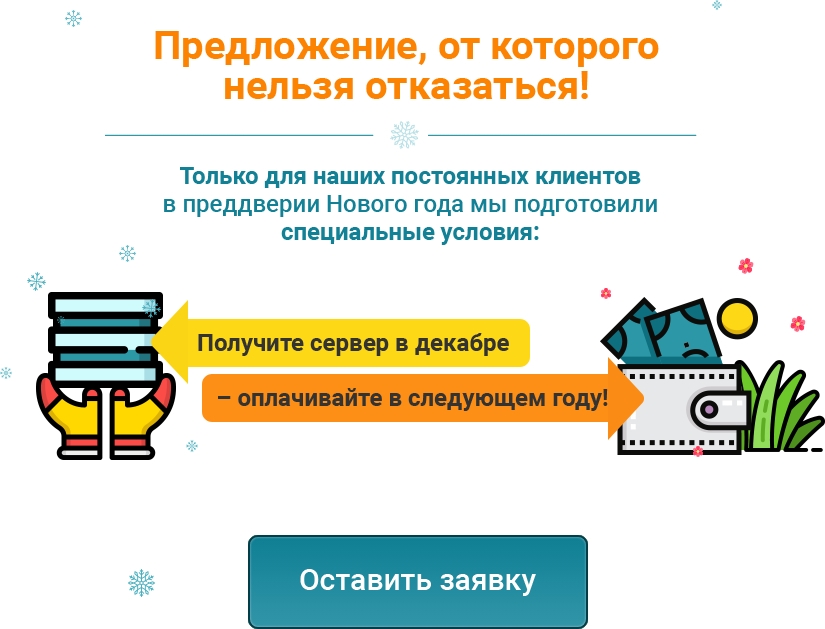 Предложение, от которого
нельзя отказаться!
Только для наших постоянных клиентов
в преддверии Нового года мы подготовили
специальные условия:
Получите сервер в декабре
– оплачивайте в следующем году!
Оставить заявку